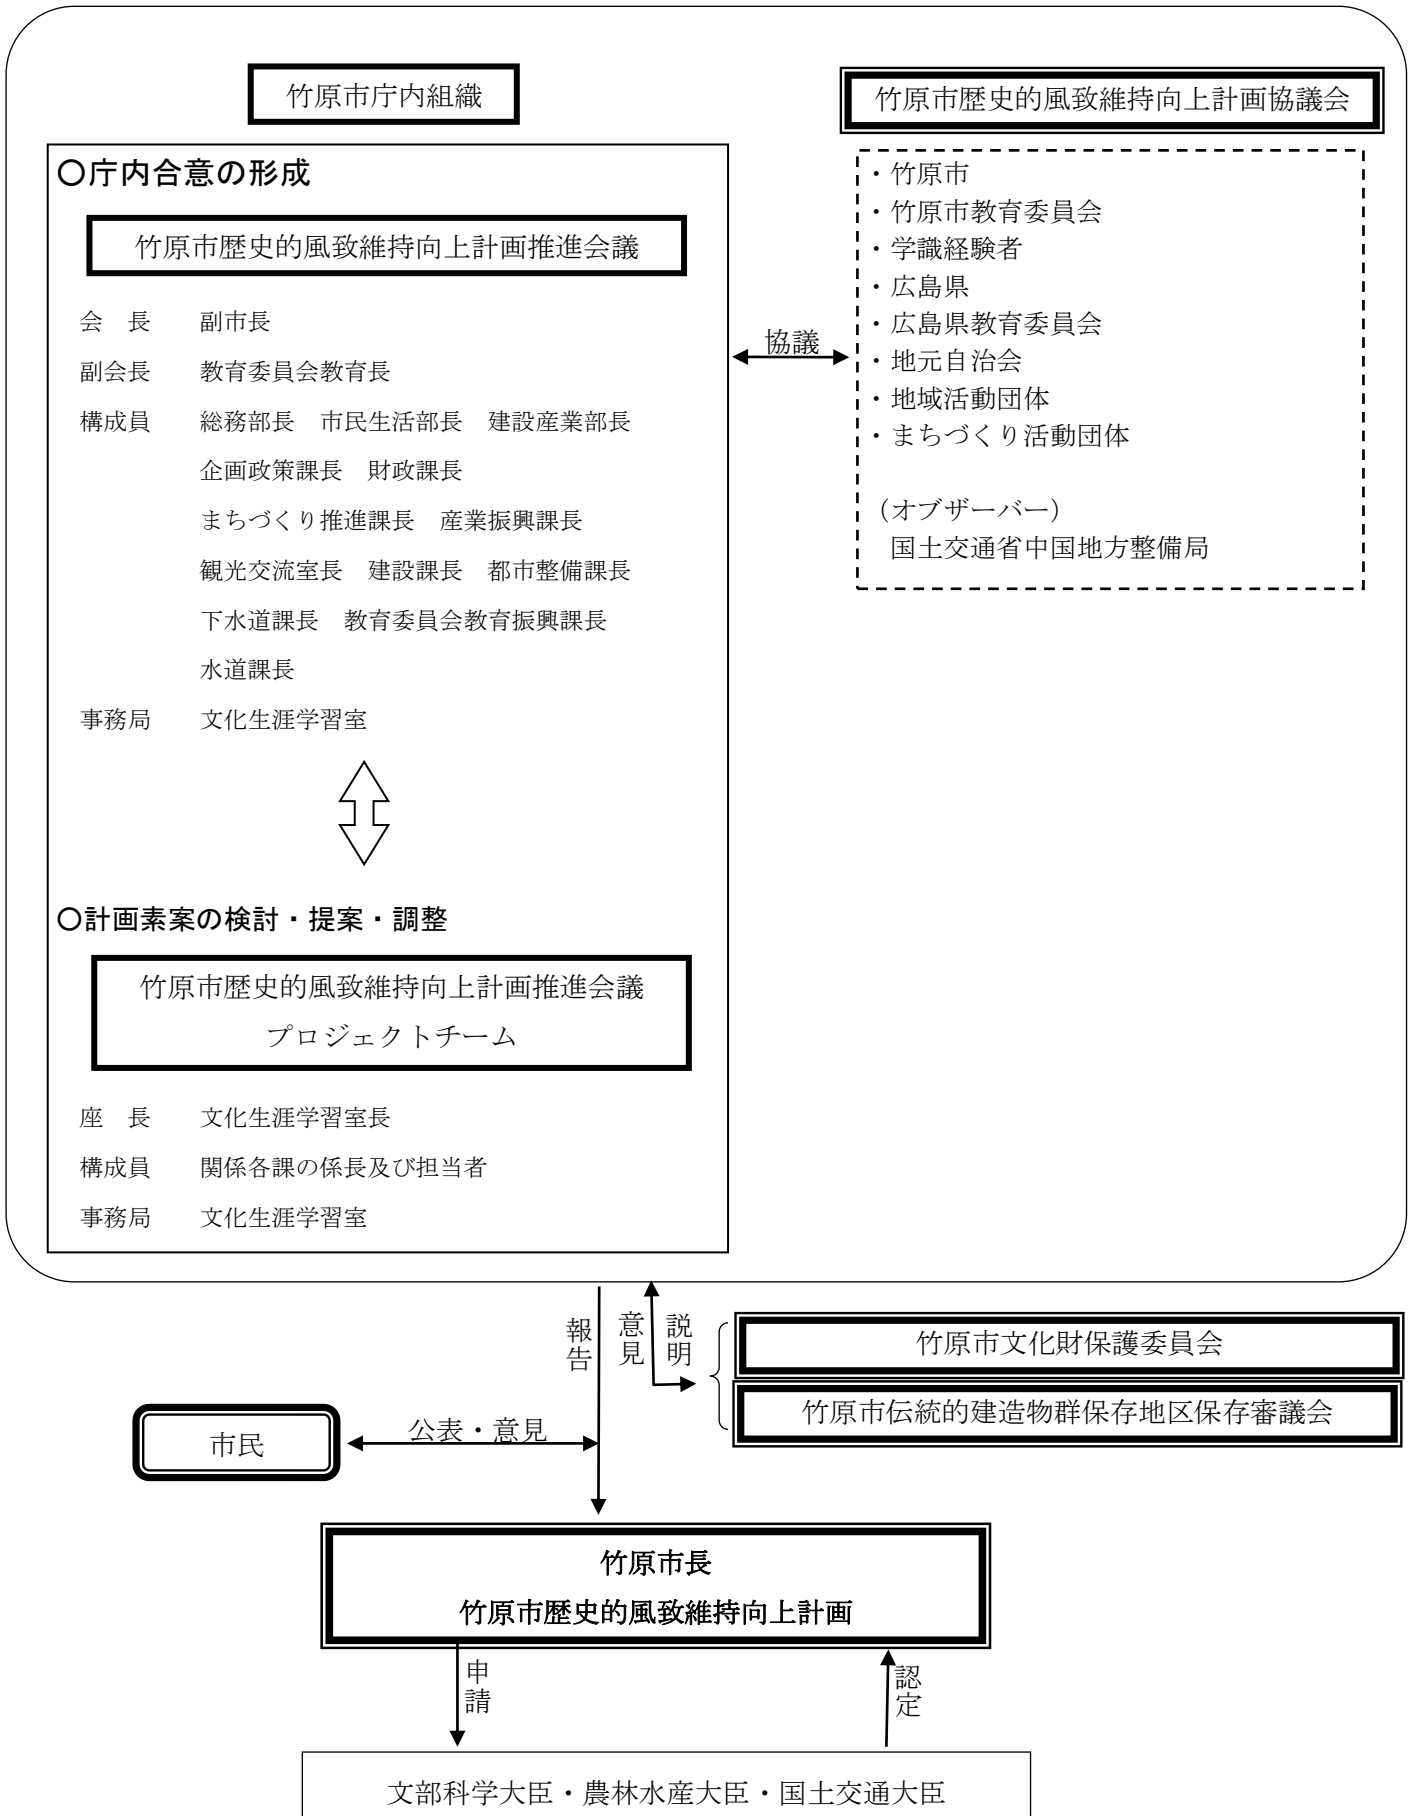 竹原市庁内組織
〇庁内合意の形成
竹原市歴史的風致維持向上計画推進会議
会　長　　副市長
副会長　　教育委員会教育長
構成員　　総務部長　市民生活部長　建設産業部長
企画政策課長　財政課長
まちづくり推進課長　産業振興課長
観光交流室長　建設課長　都市整備課長
下水道課長　教育委員会教育振興課長
水道課長
事務局　　文化生涯学習室
〇計画素案の検討・提案・調整
竹原市歴史的風致維持向上計画推進会議
プロジェクトチーム
座　長　　文化生涯学習室長
構成員　　関係各課の係長及び担当者
事務局　　文化生涯学習室
協議
竹原市歴史的風致維持向上計画協議会
・竹原市
・竹原市教育委員会
・学識経験者
・広島県
・広島県教育委員会
・地元自治会
・地域活動団体
・まちづくり活動団体
（オブザーバー）
国土交通省中国地方整備局
報告
意見
説明
竹原市文化財保護委員会
竹原市伝統的建造物群保存地区保存審議会
市民
公表・意見
竹原市長
竹原市歴史的風致維持向上計画
申請
認定
文部科学大臣・農林水産大臣・国土交通大臣